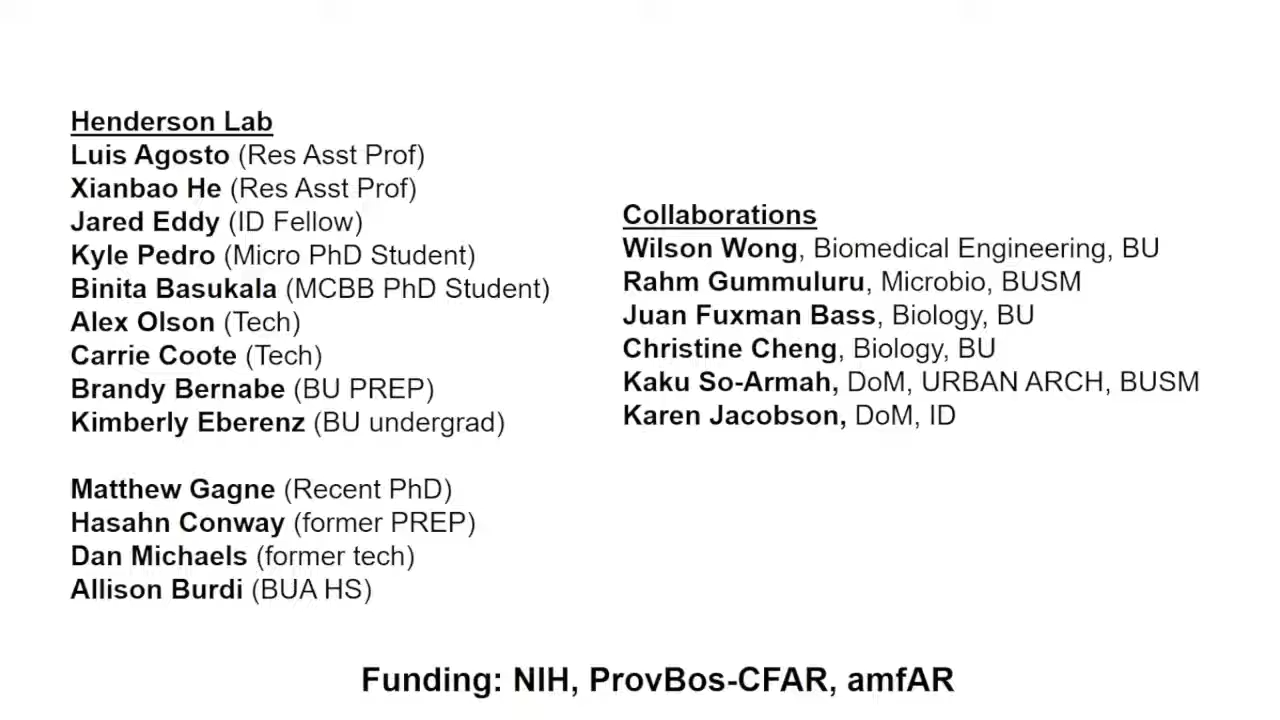 Henderson Lab
Luis Agosto (Res Asst Prof)
Xianbao He (Res Asst Prof)
Jared Eddy (ID Fellow)
Kyle Pedro (Micro PhD Student)
Binita Basukala (MCBB PhD Student)
Alex Olson (Tech)
Carrie Coote (Tech)
Brandy Bernabe (BU PREP)
Kimberly Eberenz (BU undergrad)
Matthew Gagne (Recent PhD)
Hasahn Conway (former PREP)
Dan Michaels (former tech)
Allison Burdi (BUA HS)
Collaborations
Wilson Wong, Biomedical Engineering, BU
Rahm Gummuluru, Microbio, BUSM
Juan Fuxman Bass, Biology, BU
Christine Cheng, Biology, BU
Kaku So-Armah, DoM, URBAN ARCH, BUSM
Karen Jacobson, DoM, ID
Funding: NIH, ProvBos-CFAR, amfAR